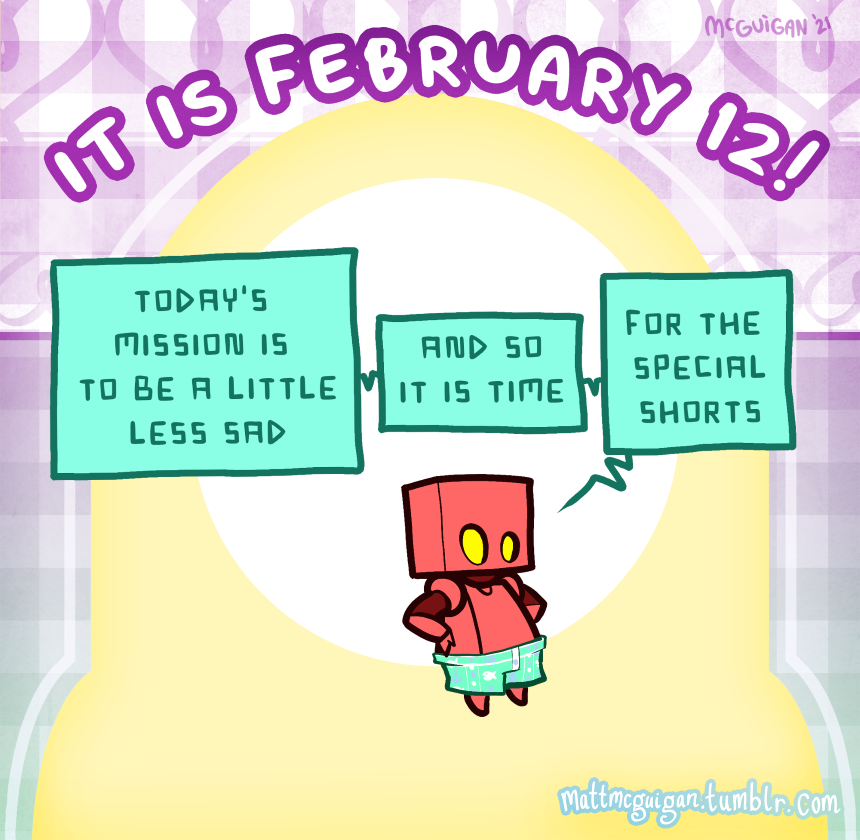 McGUiGAN '21
IT IS FEBRUARY 12!
TODAY'S
MISSION IS
TO BE A LITTLE
LESS SAD
AND SO
IT IS TIME
FOR THE
SPECIAL
SHORTS
mattmcguigan.tumblr.com